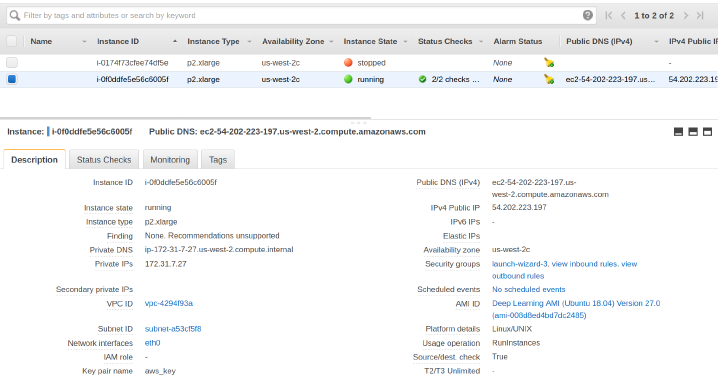 Filter by tags and attributes or search by keyword
1 to 2 of 2
Name Instance ID Instance Type Availability Zone Instance State Status Checks Alarm Status Public DNS (IPv4) IPv4 Public IP
i-0174f73cfee74df5e p2.xlarge us-west-2c stopped None -
i-0f0ddfe5e56c6005f p2.xlarge us-west-2c running 2/2 checks ... None ec2-54-202-223-197.us... 54.202.223.19
Instance: i-0f0ddfe5e56c6005f Public DNS: ec2-54-202-223-197.us-west-2.compute.amazonaws.com
Description Status Checks Monitoring Tags
Instance ID i-0f0ddfe5e56c6005f Public DNS (IPv4) ec2-54-202-223-197.us-
west-2.compute.amazonaws.com
Instance state running IPv4 Public IP 54.202.223.197
Instance type p2.xlarge IPv6 IPs -
Finding None. Recommendations unsupported Elastic IPs
Private DNS ip-172-31-7-27.us-west-2.compute.internal Availability zone us-west-2c
Private IPs 172.31.7.27 Security groups launch-wizard-3. view inbound rules. view
outbound rules
Secondary private IPs Scheduled events No scheduled events
VPC ID vpc-4294f93a AMI ID Deep Learning AMI (Ubuntu 18.04) Version 27.0
(ami-008d8ed4bd7dc2485)
Subnet ID subnet-a53cf5f8 Platform details Linux/UNIX
Network interfaces eth0 Usage operation RunInstances
IAM role - Source/dest. check True
Key pair name aws_key T2/T3 Unlimited -